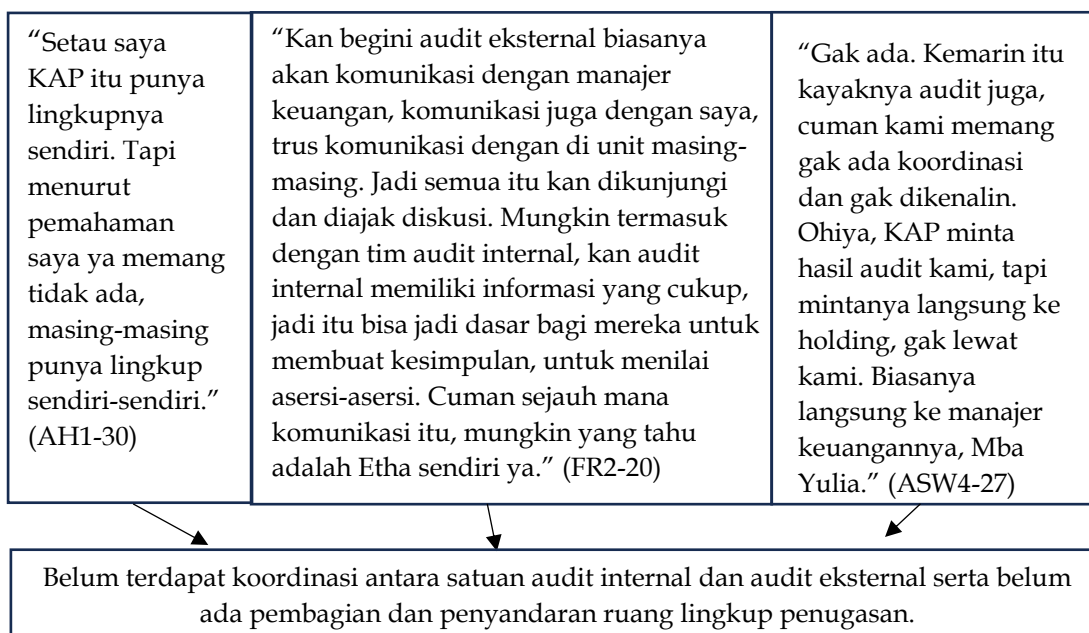 “Setau saya
KAP itu punya
lingkupnya
sendiri. Tapi
menurut
pemahaman
saya ya memang
tidak ada,
masing-masing
punya lingkup
sendiri-sendiri.”
(AH1-30)
“Kan begini audit eksternal biasanya
akan komunikasi dengan manajer
keuangan, komunikasi juga dengan saya,
trus komunikasi dengan di unit masing-
masing. Jadi semua itu kan dikunjungi
dan diajak diskusi. Mungkin termasuk
dengan tim audit internal, kan audit
internal memiliki informasi yang cukup,
jadi itu bisa jadi dasar bagi mereka untuk
membuat kesimpulan, untuk menilai
asersi-asersi. Cuman sejauh mana
komunikasi itu, mungkin yang tahu
adalah Etha sendiri ya.” (FR2-20)
“Gak ada. Kemarin itu
kayaknya audit juga,
cuman kami memang
gak ada koordinasi
dan gak dikenalin.
Ohiya, KAP minta
hasil audit kami, tapi
mintanya langsung ke
holding, gak lewat
kami. Biasanya
langsung ke manajer
keuangannya, Mba
Yulia.” (ASW4-27)
Belum terdapat koordinasi antara satuan audit internal dan audit eksternal serta belum
ada pembagian dan penyandaran ruang lingkup penugasan.